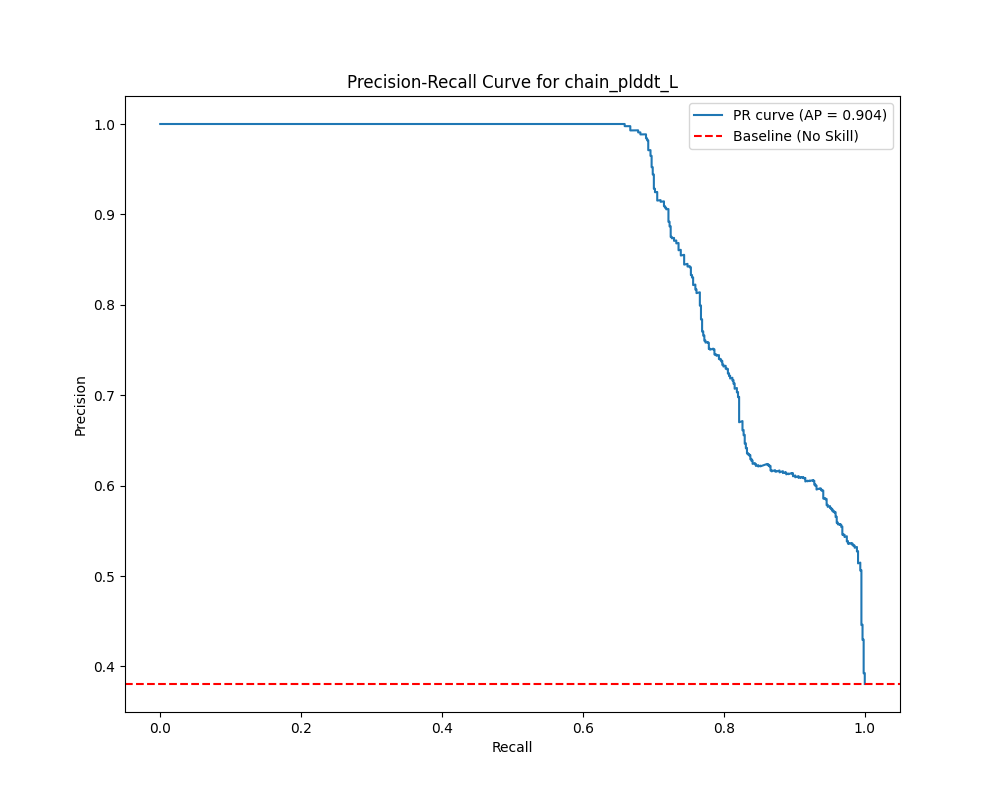 Precision-Recall Curve for chain_plddt_L
PR curve (AP = 0.904)
Baseline (No Skill)
1.0
0.9
0.8
0.7
0.6
0.5
0.4
Precision
0.0 0.2 0.4 0.6 0.8 1.0
Recall